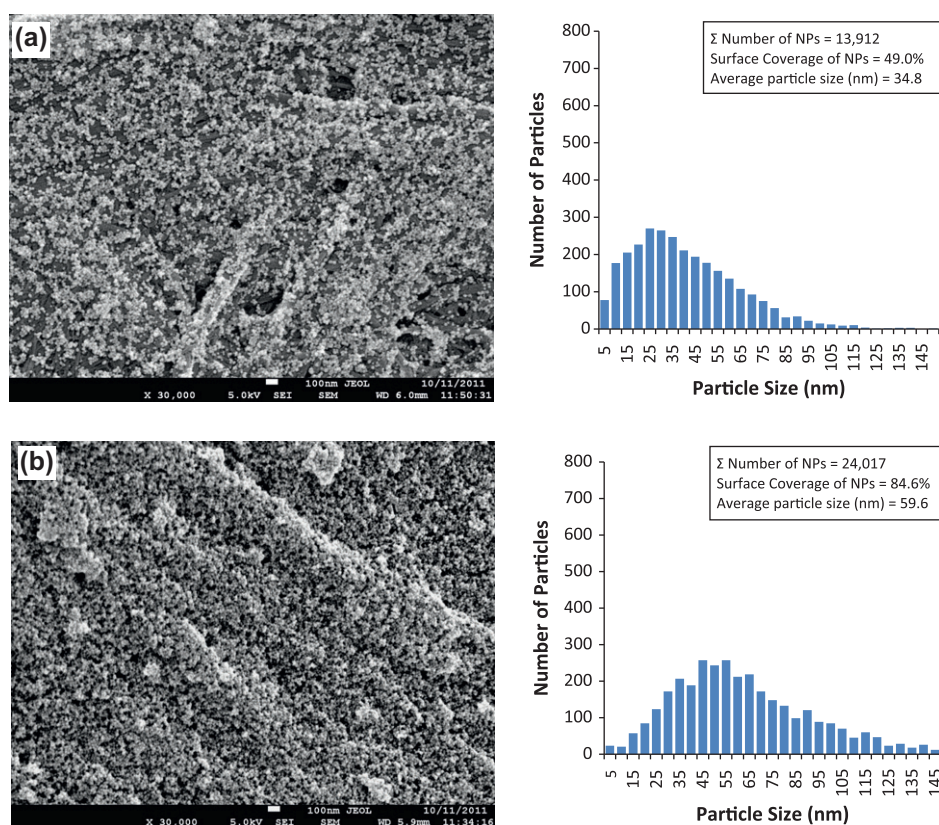 (a)
100nm JEOL 10/11/2011
X 30,000 5.0kV SEI SEM WD 6.0mm 11:50:31
Number of Particles
800
700
600
500
400
300
200
100
0
Σ Number of NPs = 13,912
Surface Coverage of NPs = 49.0%
Average particle size (nm) = 34.8
5 15 25 35 45 55 65 75 85 95 105 115 125 135 145
Particle Size (nm)
(b)
100nm JEOL 10/11/2011
X 30,000 5.0kV SEI SEM WD 5.9mm 11:34:16
Number of Particles
800
700
600
500
400
300
200
100
0
Σ Number of NPs = 24,017
Surface Coverage of NPs = 84.6%
Average particle size (nm) = 59.6
5 15 25 35 45 55 65 75 85 95 105 115 125 135 145
Particle Size (nm)